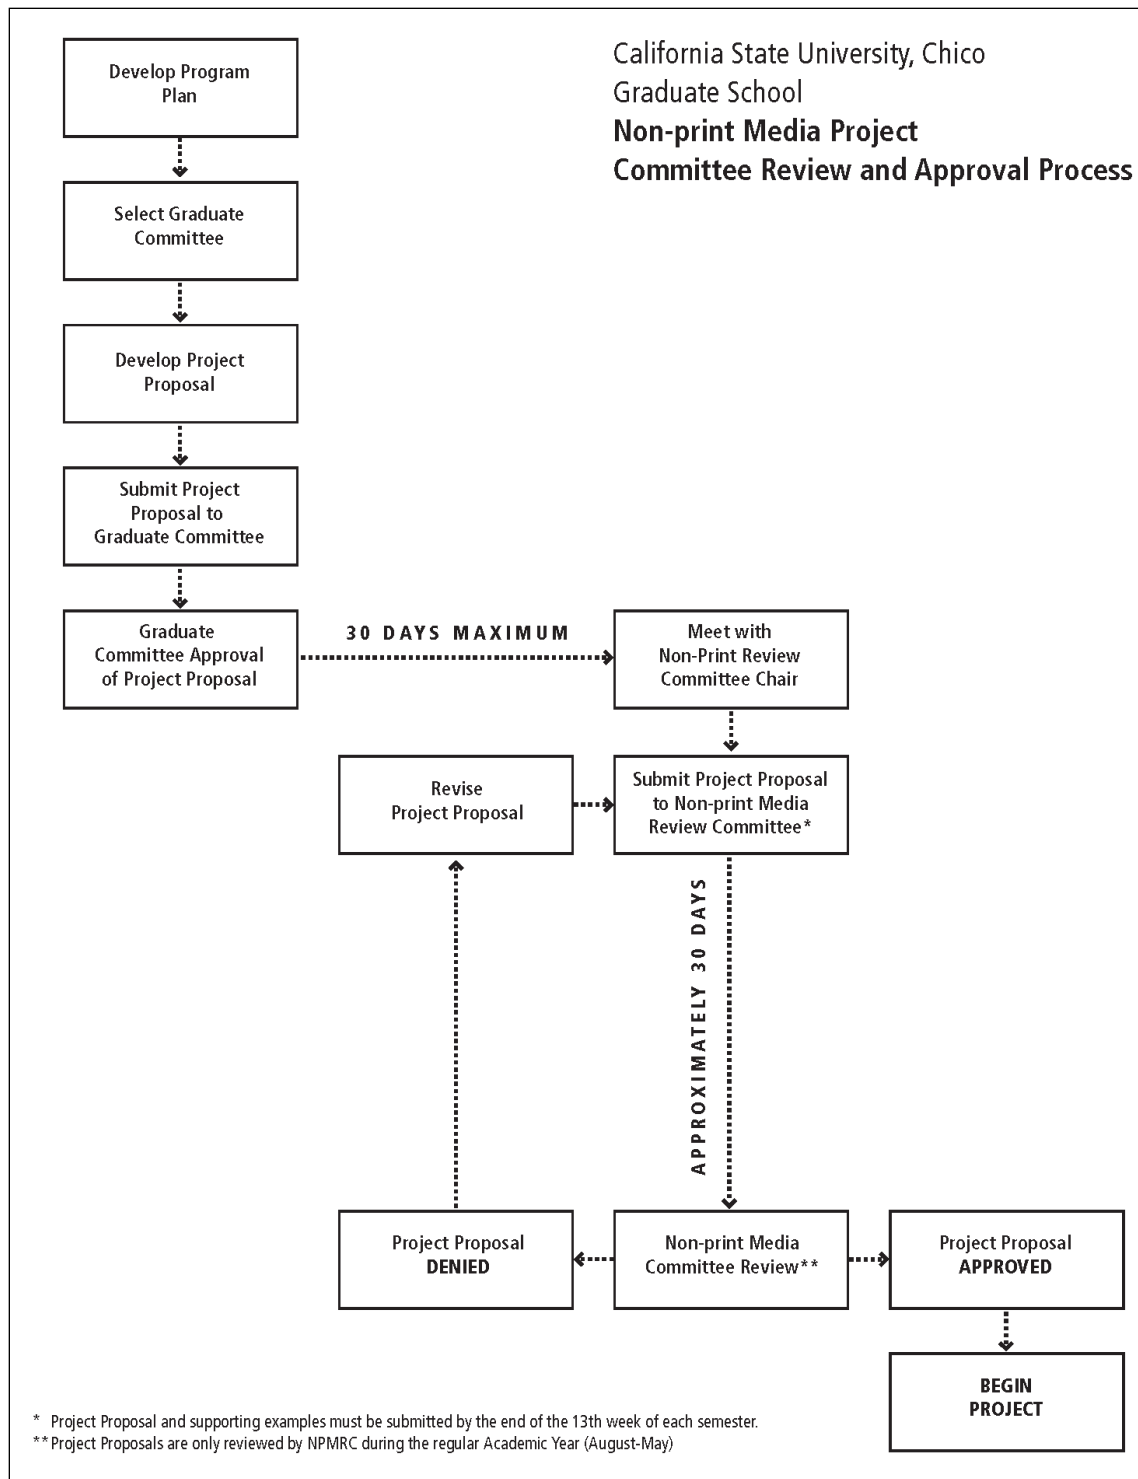 California State University, Chico
Graduate School
Non-print Media Project
Committee Review and Approval Process
Develop Program
Plan
Select Graduate
Committee
Develop Project
Proposal
Submit Project
Proposal to
Graduate Committee
Graduate
Committee Approval
of Project Proposal
30 DAYS MAXIMUM
Meet with
Non-Print Review
Committee Chair
Revise
Project Proposal
Submit Project Proposal
to Non-print Media
Review Committee*
APPROXIMATELY 30 DAYS
Project Proposal
DENIED
Non-print Media
Committee Review**
Project Proposal
APPROVED
BEGIN
PROJECT
* Project Proposal and supporting examples must be submitted by the end of the 13th week of each semester.
** Project Proposals are only reviewed by NPMRC during the regular Academic Year (August-May)